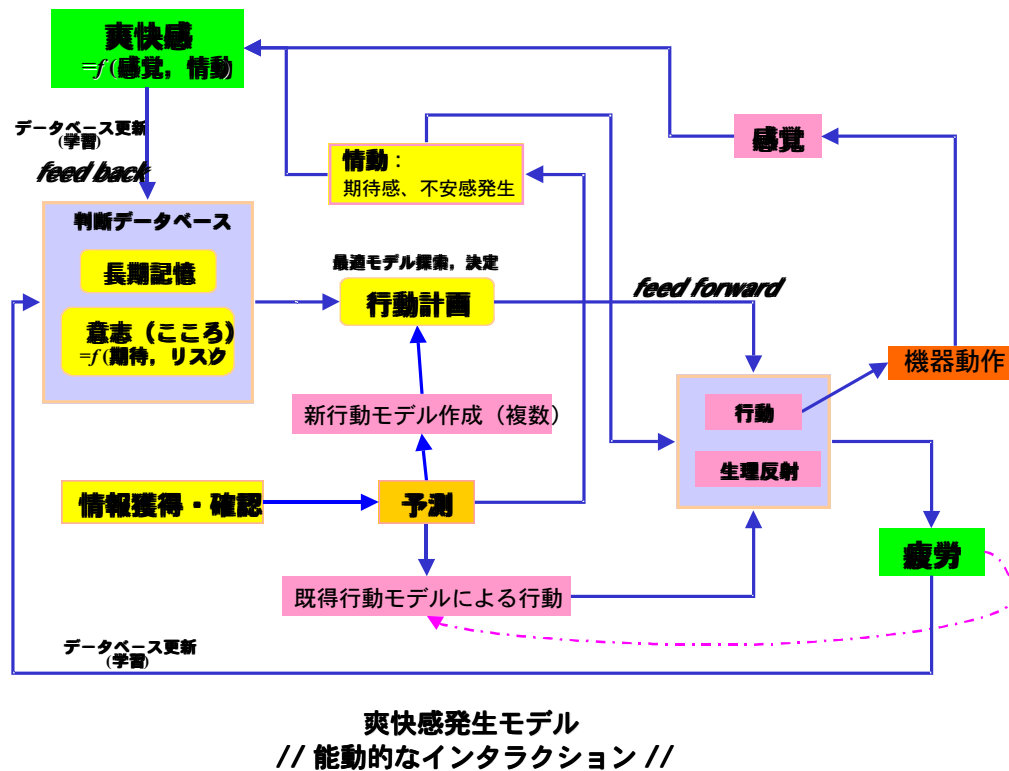 爽快感
=f(感覚，情動
データベース更新
(学習)
feed back
感覚
情動：
期待感、不安感発生
判断データベース
長期記憶
意志（こころ）
=f(期待，リスク
最適モデル探索，決定
行動計画
feed forward
機器動作
新行動モデル作成（複数）
行動
生理反射
情報獲得・確認
予測
疲労
既得行動モデルによる行動
データベース更新
(学習)
爽快感発生モデル
// 能動的なインタラクション //